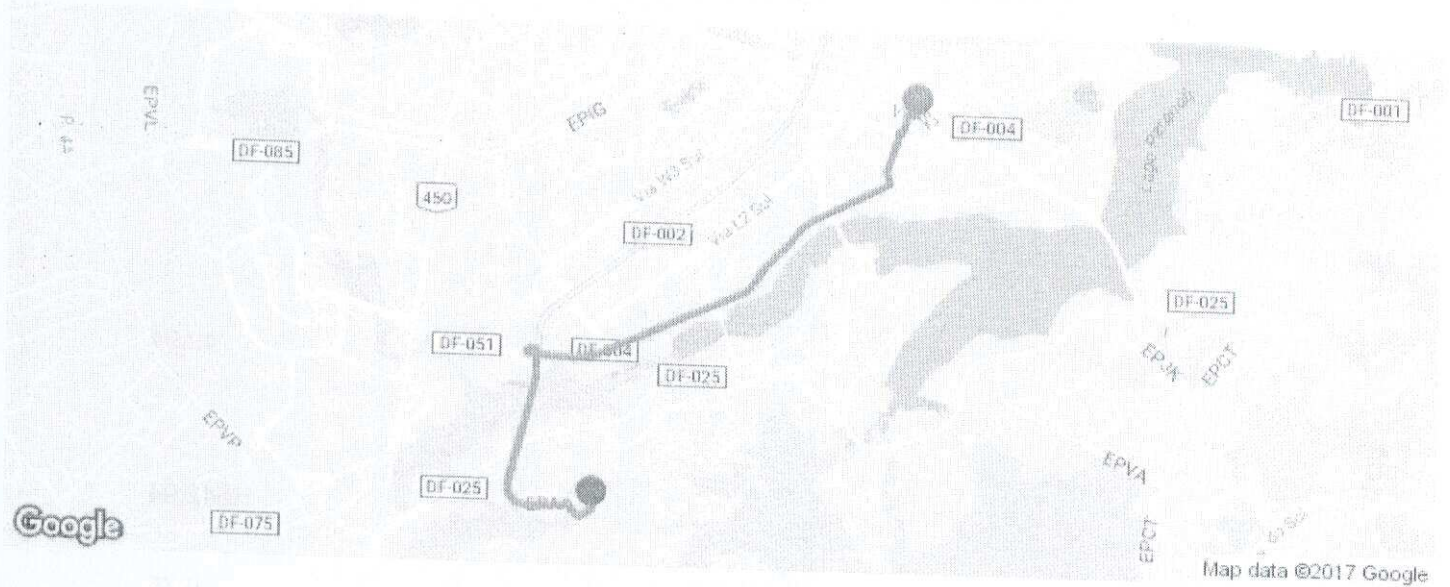 EPVL
DF-085
450
EPIG
Via W3 Sul
DF-002
Via L2 Sul
DF-004
DF-001
DF-025
EPJK
EPCT
DF-051
DF-004
DF-025
EPVP
DF-025
EPVA
EPCT
Google
DF-075
Map data ©2017 Google